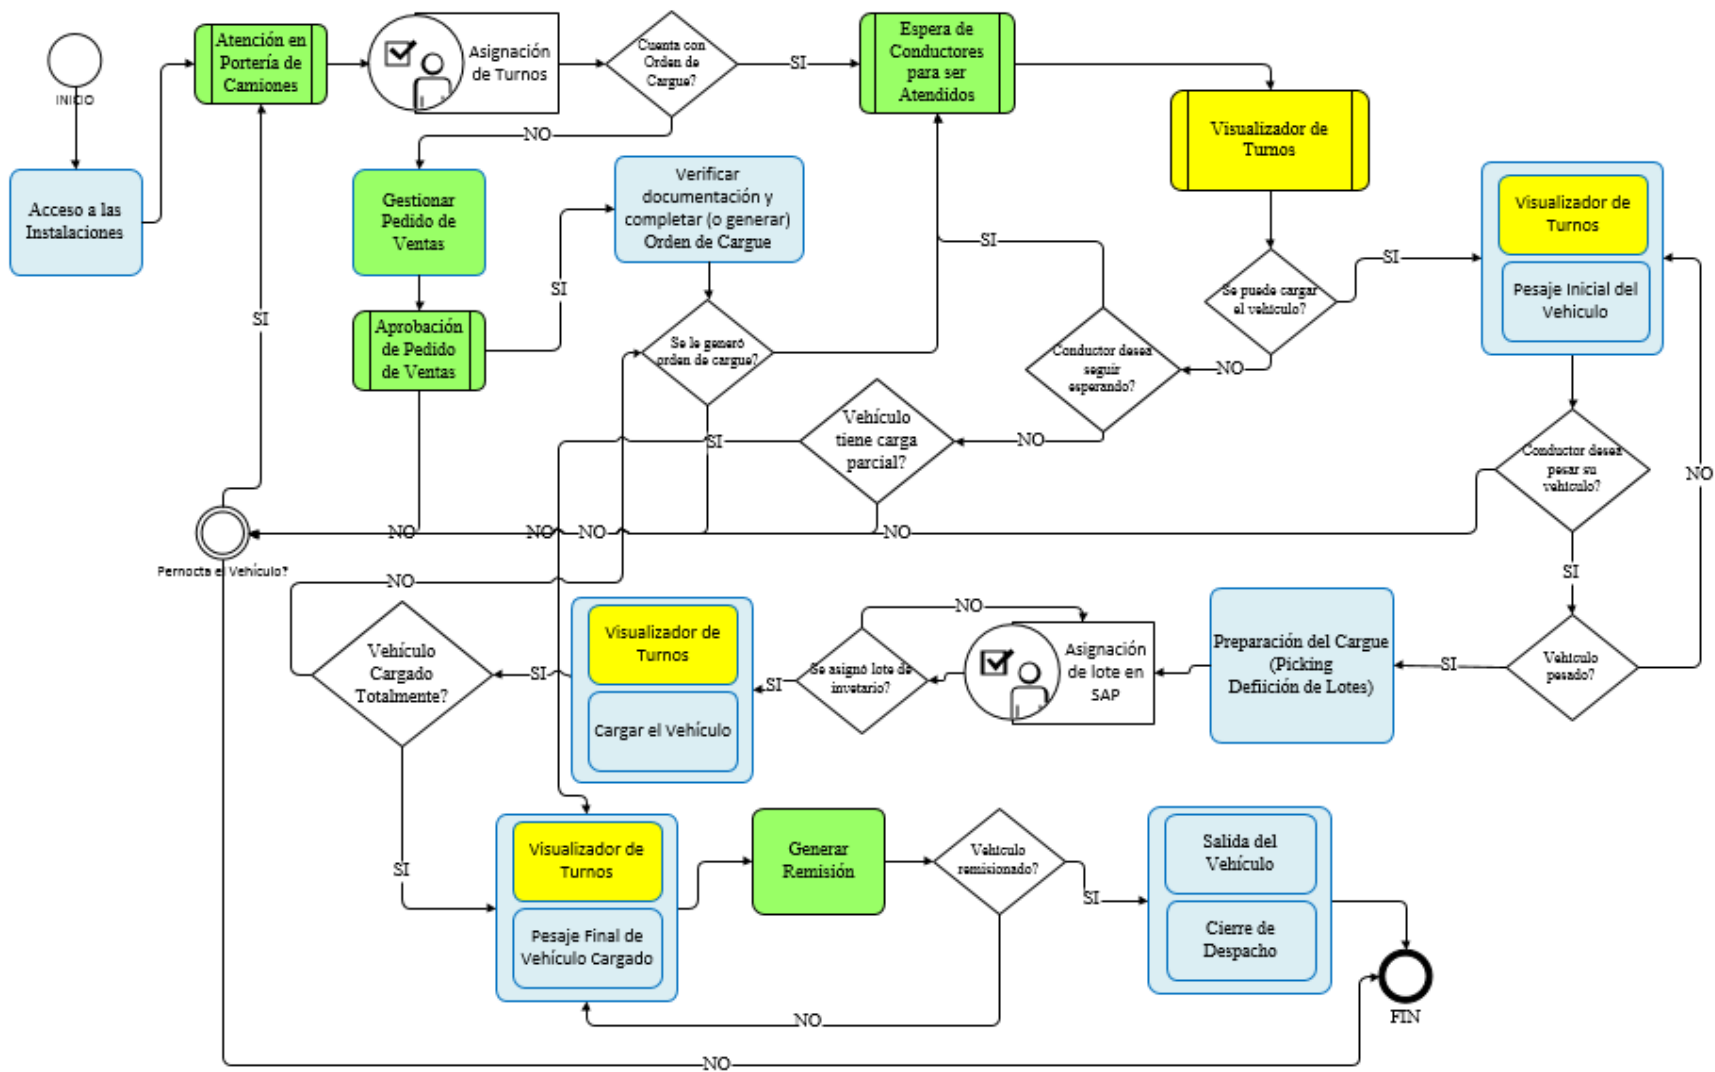 INICIO
Acceso a las
Instalaciones
Atención en
Portería de
Camiones
Asignación
de Turnos
Cuenta con
Orden de
Cargue?
SI
NO
Espera de
Conductores
para ser
Atendidos
Visualizador de
Turnos
Gestionar
Pedido de
Ventas
Aprobación
de Pedido
de Ventas
SI
Verificar
documentación y
completar (o generar)
Orden de Cargue
Se le generó
orden de cargue?
SI
Conductor desea
seguir
esperando?
NO
Se puede cargar
el vehículo?
SI
Visualizador de
Turnos
Pesaje Inicial del
Vehiculo
SI
Vehículo
tiene carga
parcial?
SI
NO
Conductor desea
pesar su
vehiculo?
NO
NO
NO
NO
NO
Pernocta el Vehículo?
SI
SI
NO
Vehículo
Cargado
Totalmente?
SI
Visualizador de
Turnos
Cargar el Vehículo
SI
Se asignó lote de
invetario?
NO
Asignación
de lote en
SAP
Preparación del Cargue
(Picking
Defiición de Lotes)
SI
Vehiculo
pesado?
NO
SI
Visualizador de
Turnos
Pesaje Final de
Vehículo Cargado
Generar
Remisión
Vehiculo
remisionado?
SI
Salida del
Vehículo
Cierre de
Despacho
NO
FIN
NO